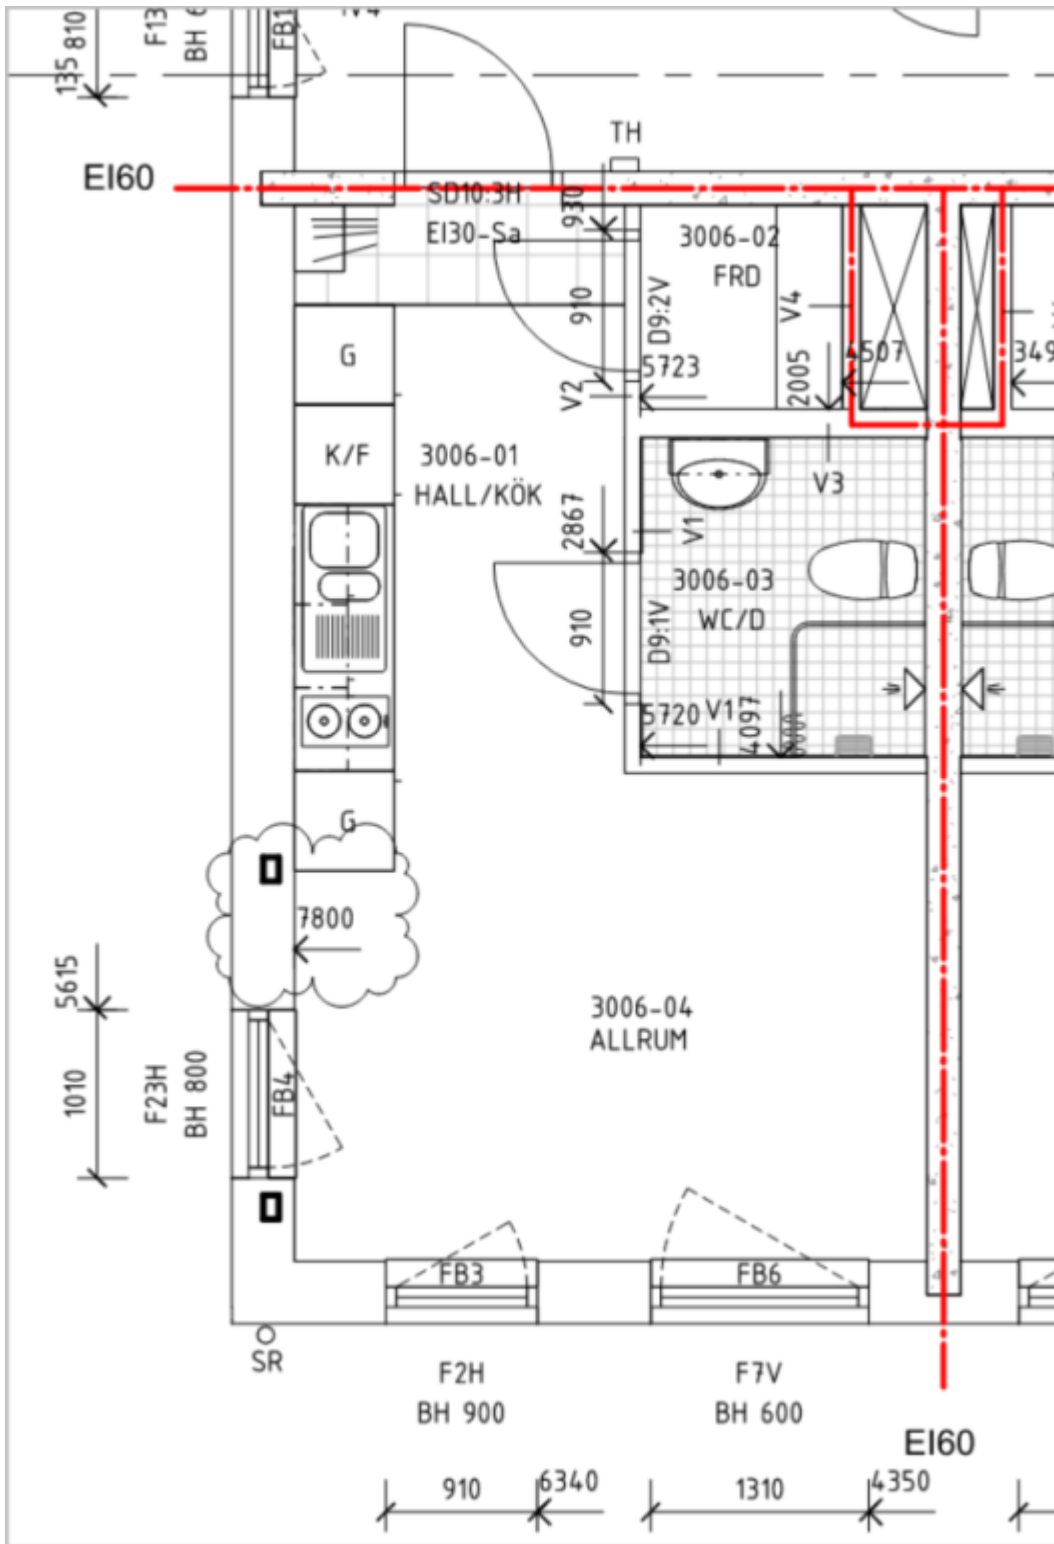 810
135
F13
BH 6
FB1
EI60
TH
SD10:3H
EI30-Sa
930
3006-02
FRD
910
D9:2V
V4
5723
2005
4507
349
V2
G
K/F
3006-01
HALL/KÖK
V3
2867
V1
3006-03
WC/D
910
D9:1V
5720
V1
4097
G
7800
5615
3006-04
ALLRUM
1010
F23H
BH 800
FB4
FB3
FB6
SR
F2H
BH 900
F7V
BH 600
EI60
910
6340
1310
4350